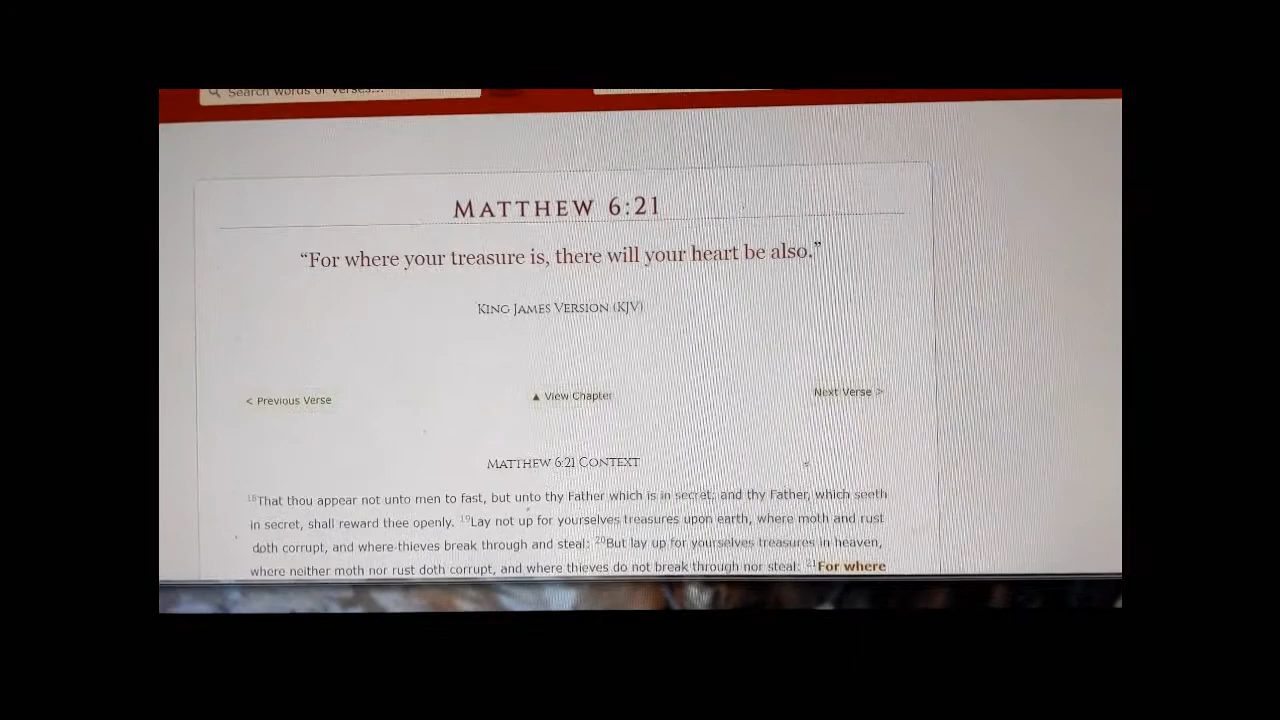 Search words or verses...
MATTHEW 6:21
“For where your treasure is, there will your heart be also.”
KING JAMES VERSION (KJV)
< Previous Verse
▲ View Chapter
Next Verse >
MATTHEW 6:21 CONTEXT
18That thou appear not unto men to fast, but unto thy Father which is in secret: and thy Father, which seeth
in secret, shall reward thee openly. 19Lay not up for yourselves treasures upon earth, where moth and rust
doth corrupt, and where thieves break through and steal: 20But lay up for yourselves treasures in heaven,
where neither moth nor rust doth corrupt, and where thieves do not break through nor steal: 21For where